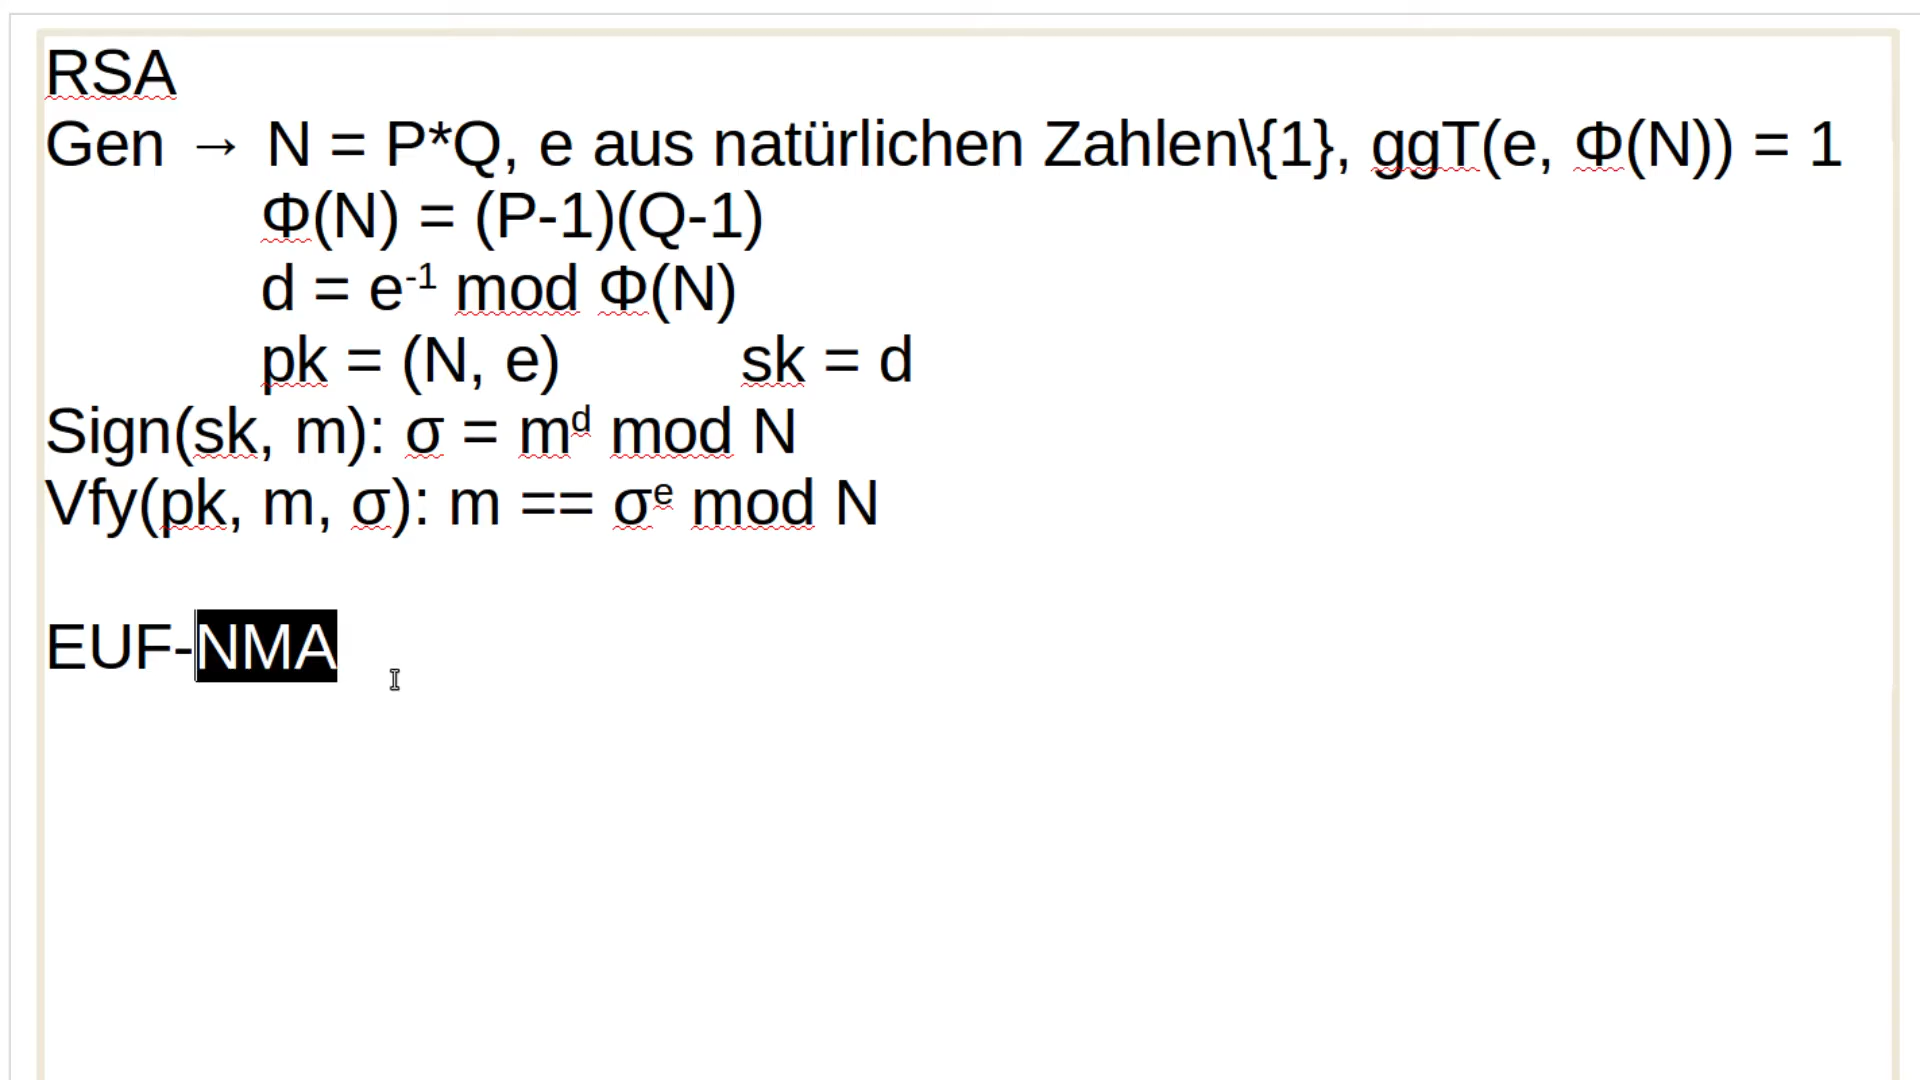 RSA
Gen → N = P*Q, e aus natürlichen Zahlen\{1}, ggT(e, Φ(N)) = 1
Φ(N) = (P-1)(Q-1)
d = e⁻¹ mod Φ(N)
pk = (N, e) sk = d
Sign(sk, m): σ = mᵈ mod N
Vfy(pk, m, σ): m == σᵉ mod N
EUF-NMA